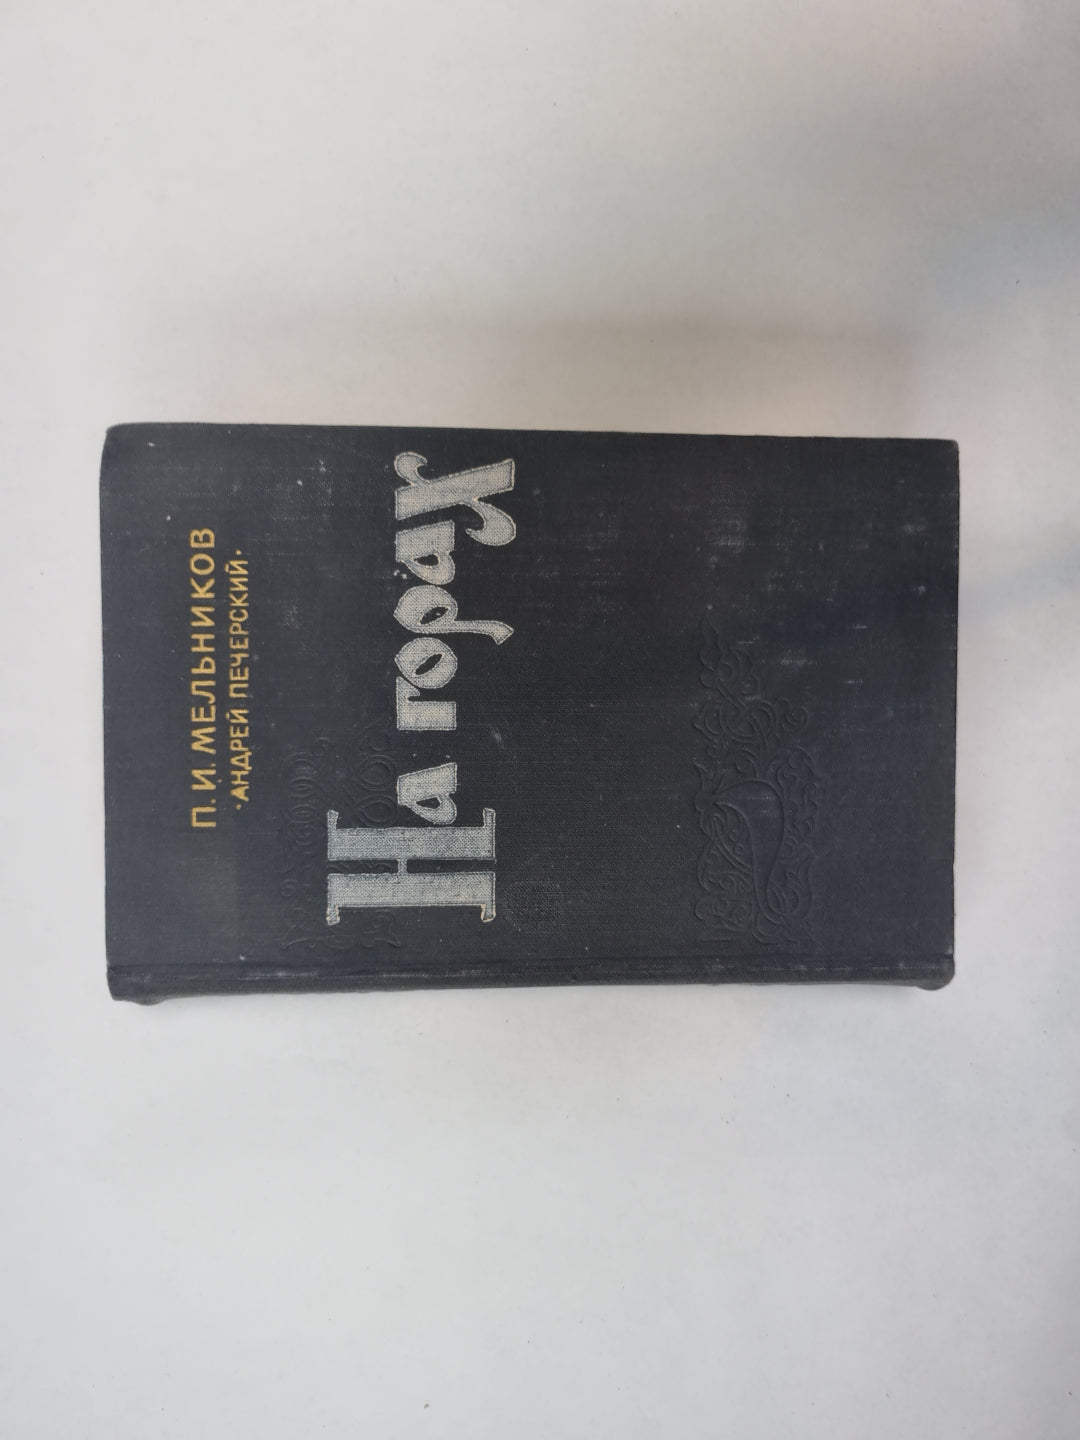 П. И. МЕЛЬНИКОВ
·АНДРЕЙ ПЕЧЕРСКИЙ·
На горах